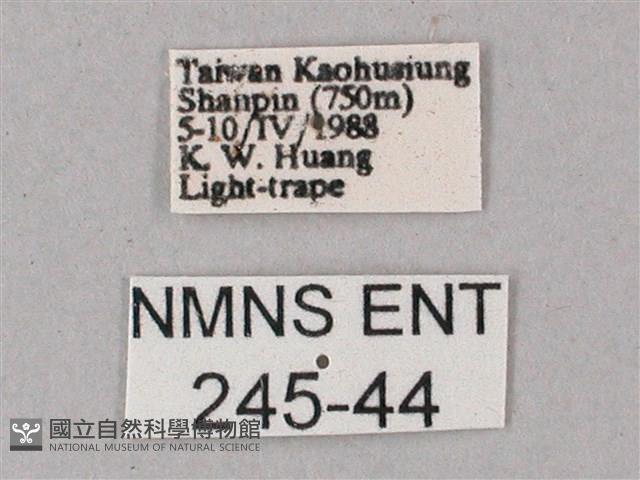 Taiwan Kaohusiung
Shanpin (750m)
5-10/IV/1988
K. W. Huang
Light-trape
NMNS ENT
245-44
國立自然科學博物館
NATIONAL MUSEUM OF NATURAL SCIENCE